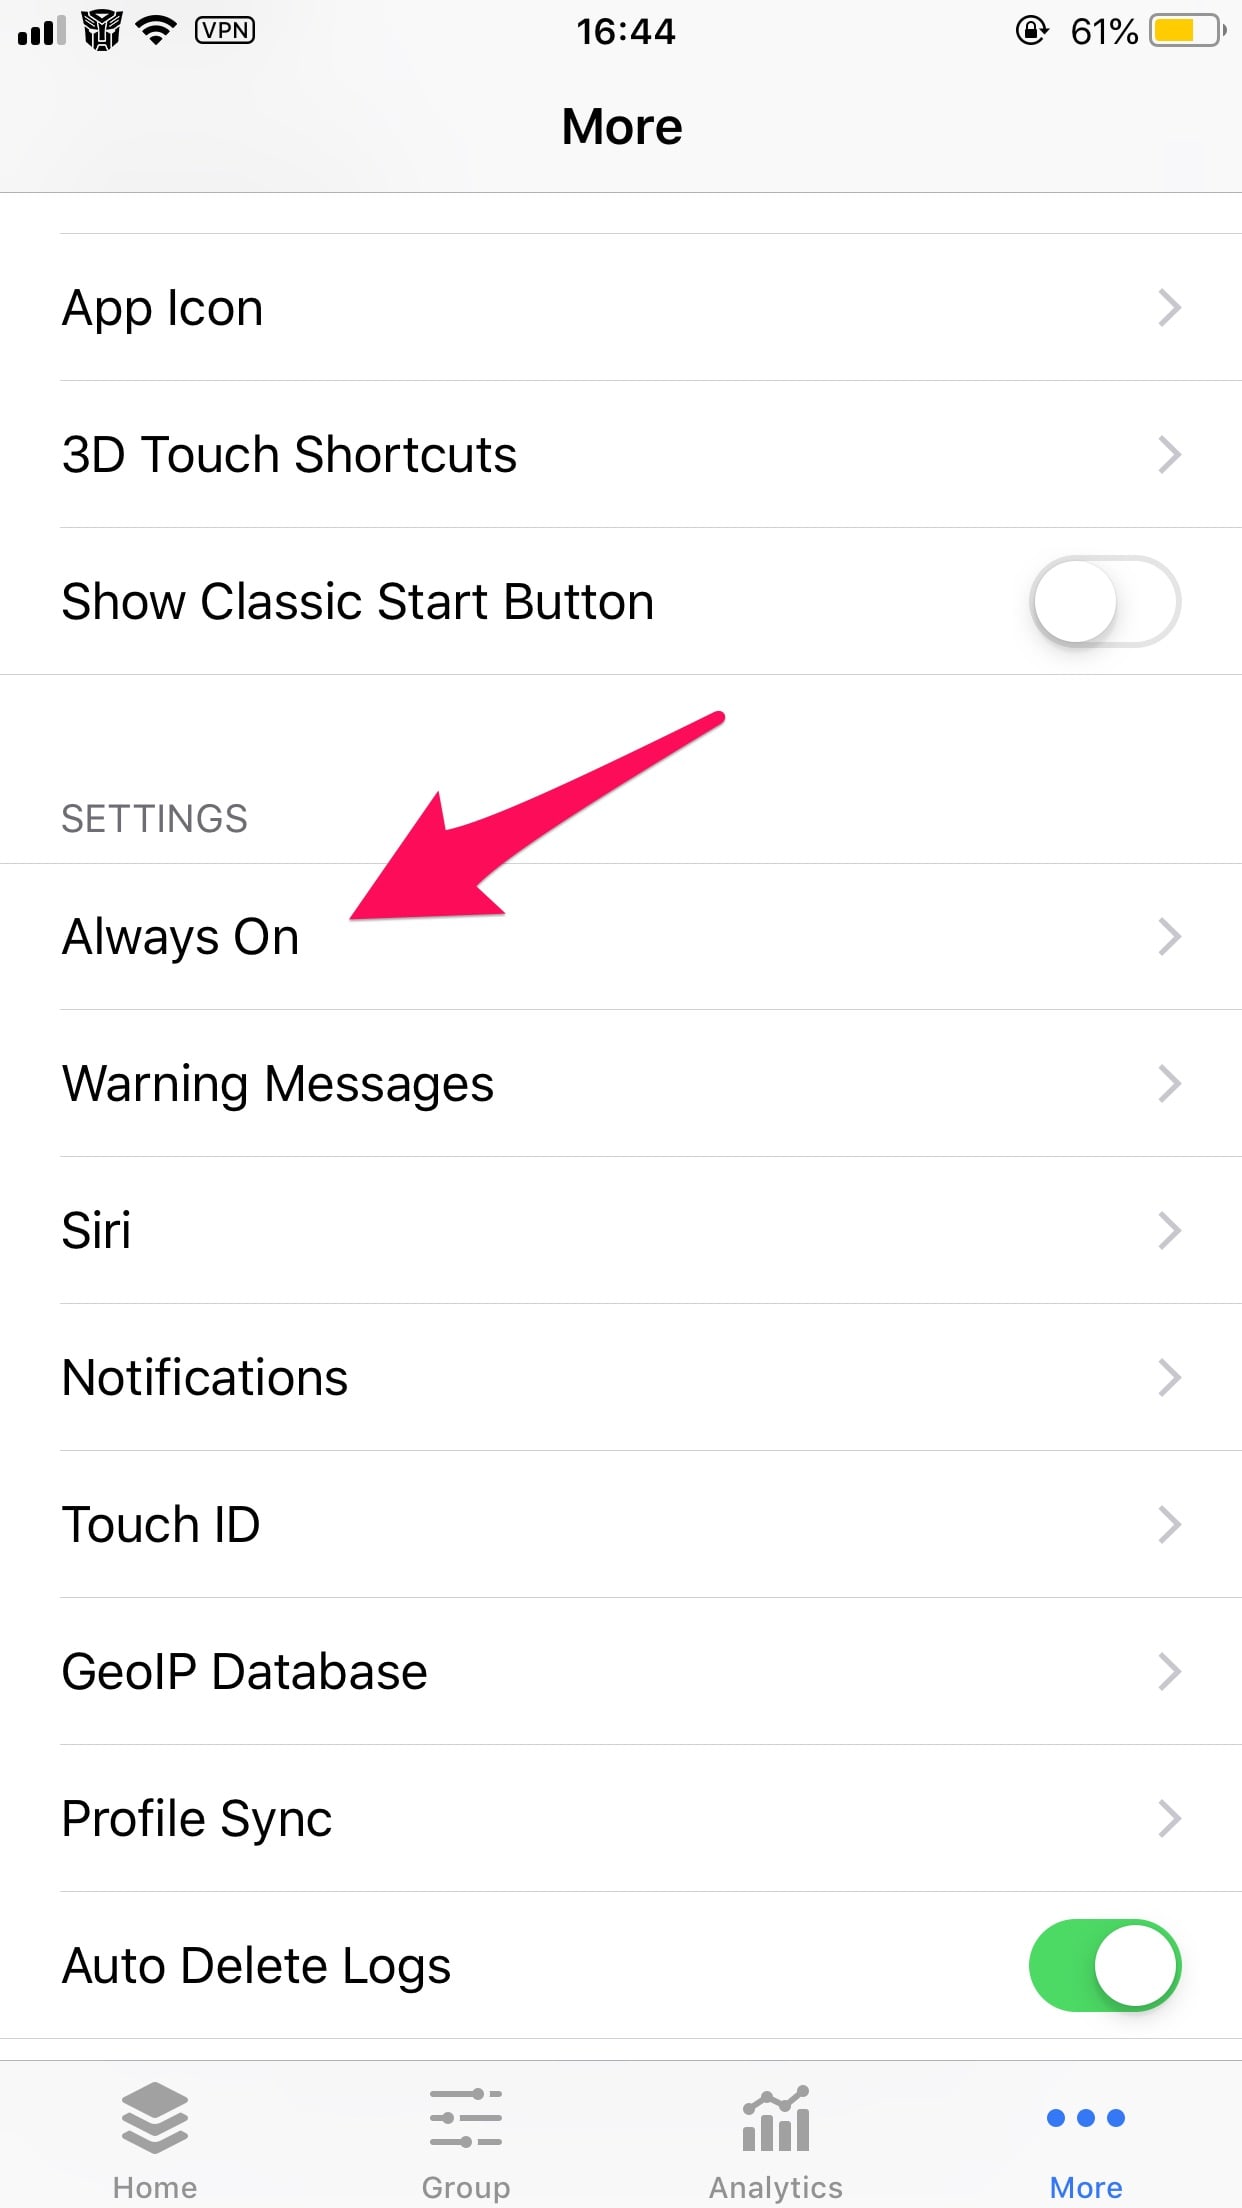 VPN
16:44
61%
More
App Icon
3D Touch Shortcuts
Show Classic Start Button
SETTINGS
Always On
Warning Messages
Siri
Notifications
Touch ID
GeoIP Database
Profile Sync
Auto Delete Logs
Home
Group
Analytics
More